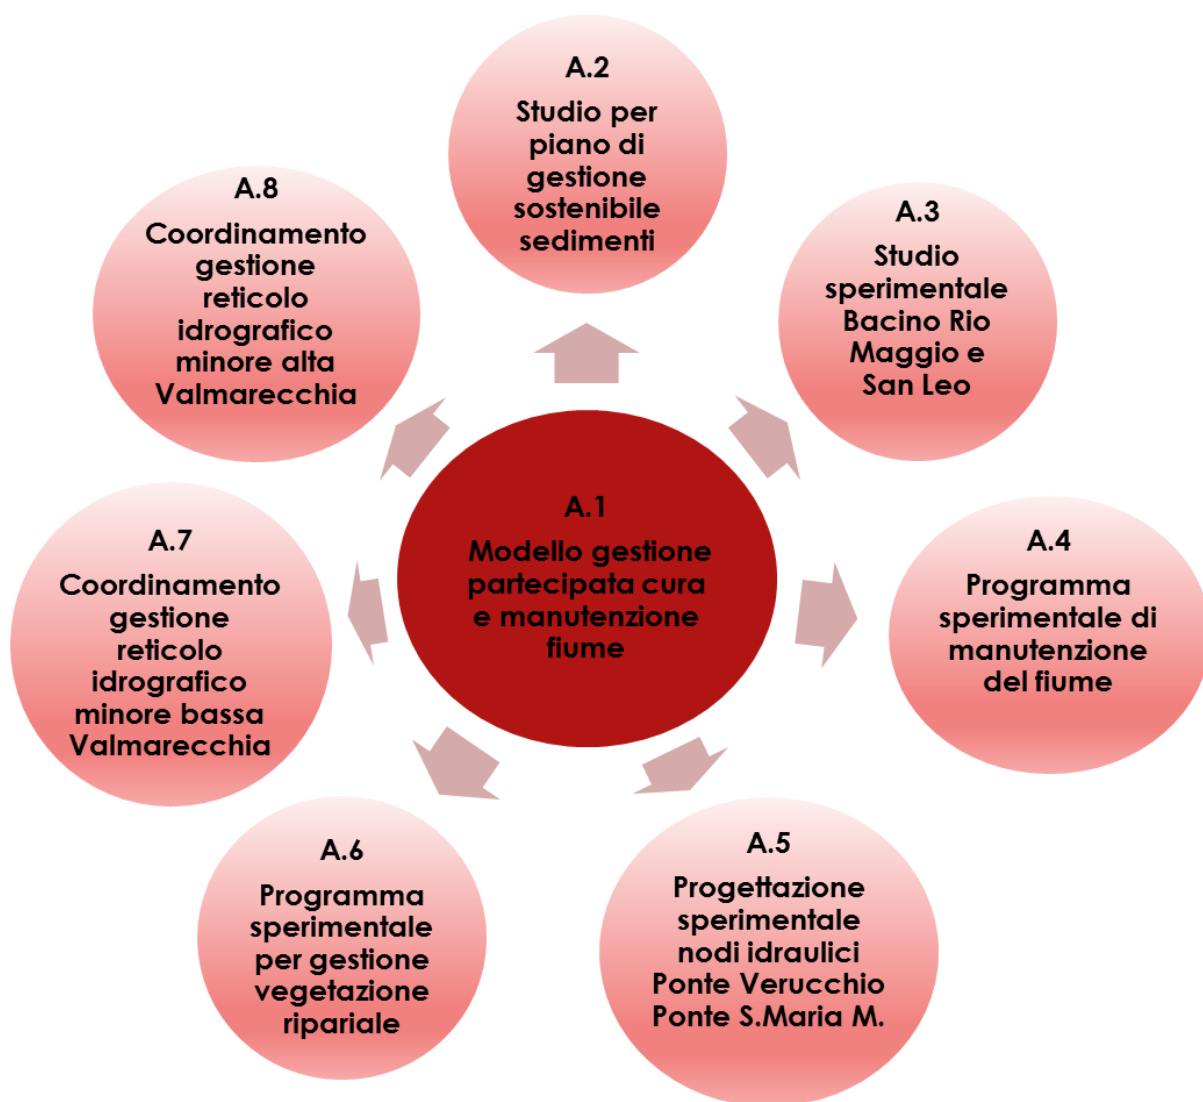 A.1
Modello gestione
partecipata cura
e manutenzione
fiume
A.2
Studio per
piano di
gestione
sostenibile
sedimenti
A.3
Studio
sperimentale
Bacino Rio
Maggio e
San Leo
A.4
Programma
sperimentale di
manutenzione
del fiume
A.5
Progettazione
sperimentale
nodi idraulici
Ponte Verucchio
Ponte S.Maria M.
A.6
Programma
sperimentale
per gestione
vegetazione
ripariale
A.7
Coordinamento
gestione
reticolo
idrografico
minore bassa
Valmarecchia
A.8
Coordinamento
gestione
reticolo
idrografico
minore alta
Valmarecchia